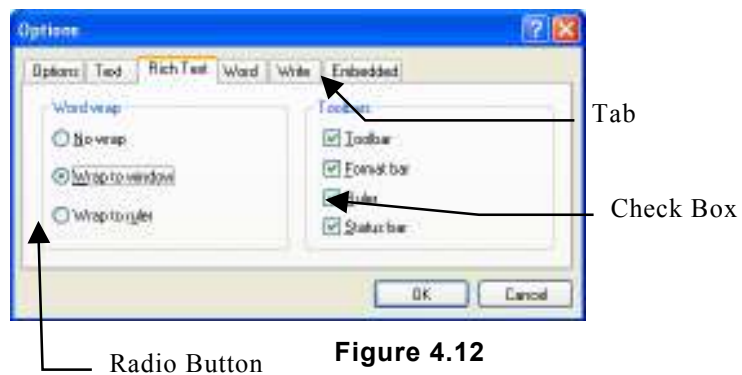 Options
Options Text Rich Text Word Write Embedded
Word wrap
No wrap
Wrap to window
Wrap to ruler
Toolbars
Toolbar
Format bar
Ruler
Status bar
OK Cancel
Tab
Check Box
Radio Button
Figure 4.12